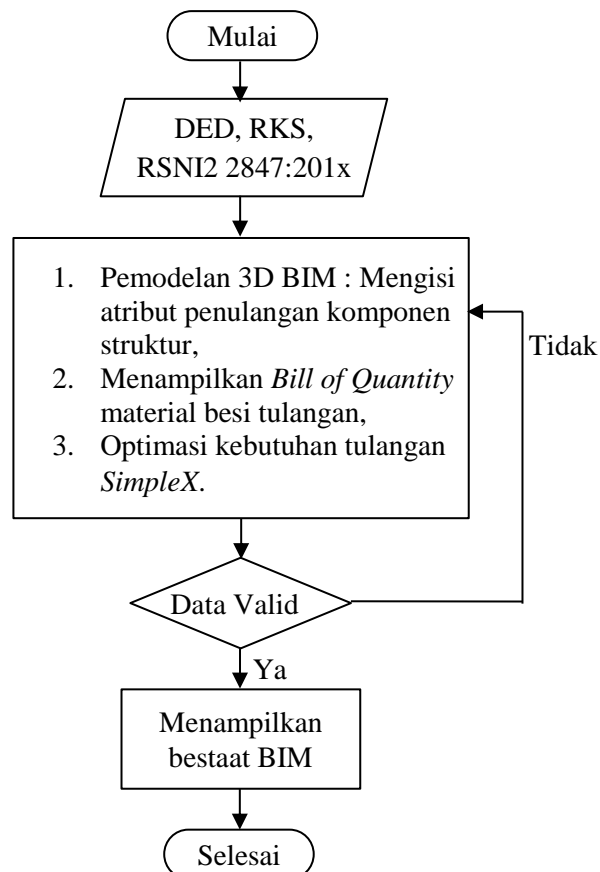 Mulai
DED, RKS,
RSNI2 2847:201x
1. Pemodelan 3D BIM : Mengisi
atribut penulangan komponen
struktur,
2. Menampilkan Bill of Quantity
material besi tulangan,
3. Optimasi kebutuhan tulangan
SimpleX.
Tidak
Data Valid
Ya
Menampilkan
bestaat BIM
Selesai